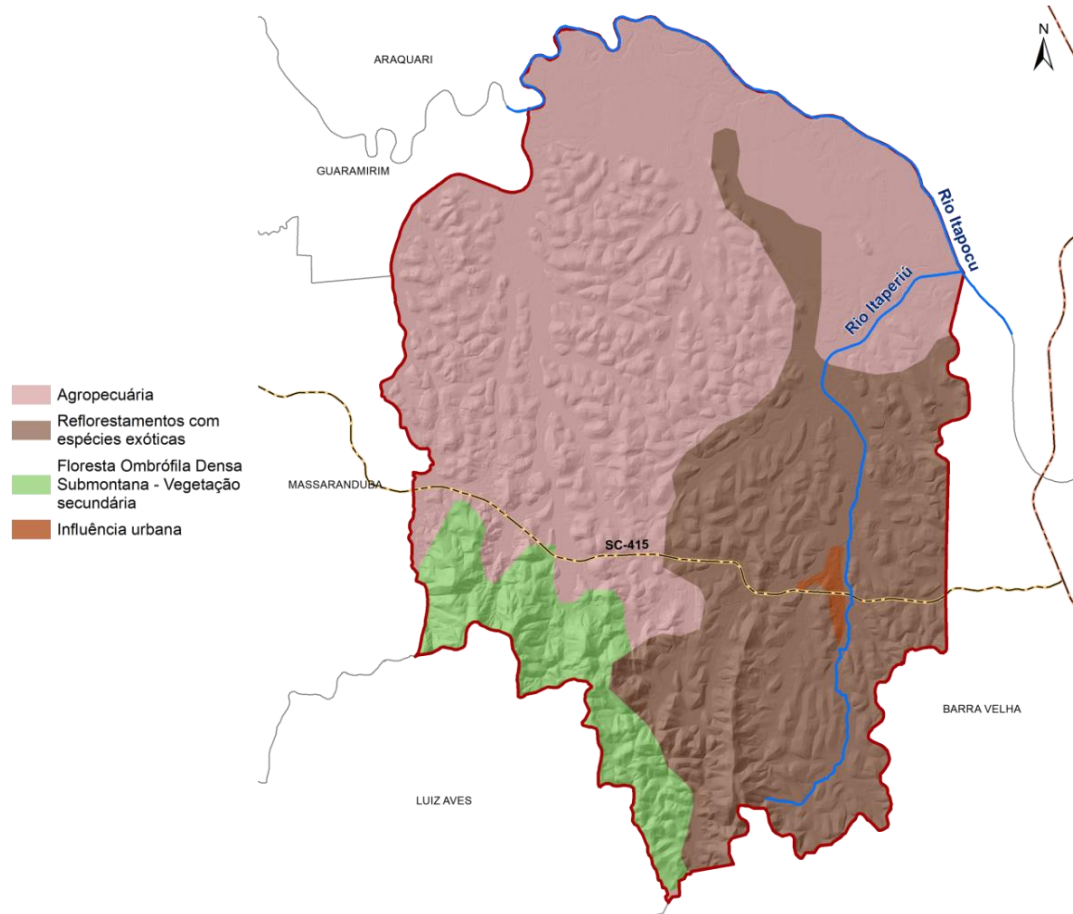 N
ARAQUARI
GUARAMIRIM
Rio Itapocu
Rio Itaperiú
Agropecuária
Reflorestamentos com
espécies exóticas
Floresta Ombrófila Densa
Submontana - Vegetação
secundária
Influência urbana
MASSARANDUBA
SC-415
BARRA VELHA
LUIZ AVES